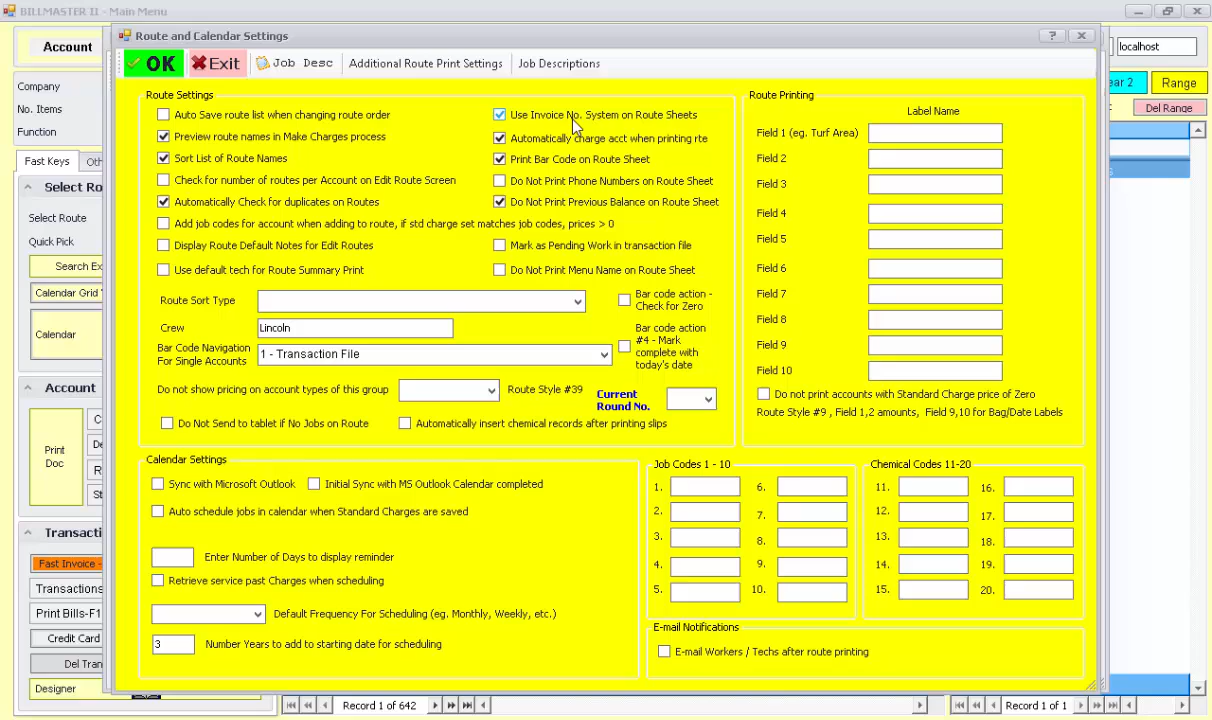 BILLMASTER II - Main Menu
Route and Calendar Settings
OK Exit Job Desc Additional Route Print Settings Job Descriptions
Account
localhost
Company
No. Items
Function
ear 2 Range
Del Range
Fast Keys Oth
Select Ro
Select Route
Quick Pick
Search Ex
Calendar Grid
Calendar
Account
Print Doc
Transacti
Fast Invoice -
Transactions
Print Bills-F1
Credit Card
Del Tran
Designer
Route Settings
Auto Save route list when changing route order
Use Invoice No. System on Route Sheets
Preview route names in Make Charges process
Automatically charge acct when printing rte
Sort List of Route Names
Print Bar Code on Route Sheet
Check for number of routes per Account on Edit Route Screen
Do Not Print Phone Numbers on Route Sheet
Automatically Check for duplicates on Routes
Do Not Print Previous Balance on Route Sheet
Add job codes for account when adding to route, if std charge set matches job codes, prices > 0
Display Route Default Notes for Edit Routes
Mark as Pending Work in transaction file
Use default tech for Route Summary Print
Do Not Print Menu Name on Route Sheet
Route Sort Type
Bar code action -
Check for Zero
Crew Lincoln
Bar code action
#4 - Mark
complete with
today's date
Bar Code Navigation
For Single Accounts
1 - Transaction File
Do not show pricing on account types of this group
Route Style #39
Current
Round No.
Do Not Send to tablet if No Jobs on Route
Automatically insert chemical records after printing slips
Route Printing
Label Name
Field 1 (eg. Turf Area)
Field 2
Field 3
Field 4
Field 5
Field 6
Field 7
Field 8
Field 9
Field 10
Do not print accounts with Standard Charge price of Zero
Route Style #9 , Field 1,2 amounts, Field 9,10 for Bag/Date Labels
Calendar Settings
Sync with Microsoft Outlook
Initial Sync with MS Outlook Calendar completed
Auto schedule jobs in calendar when Standard Charges are saved
Enter Number of Days to display reminder
Retrieve service past Charges when scheduling
Default Frequency For Scheduling (eg. Monthly, Weekly, etc.)
3 Number Years to add to starting date for scheduling
Job Codes 1 - 10
1. 6.
2. 7.
3. 8.
4. 9.
5. 10.
Chemical Codes 11-20
11. 16.
12. 17.
13. 18.
14. 19.
15. 20.
E-mail Notifications
E-mail Workers / Techs after route printing
Record 1 of 642
Record 1 of 1